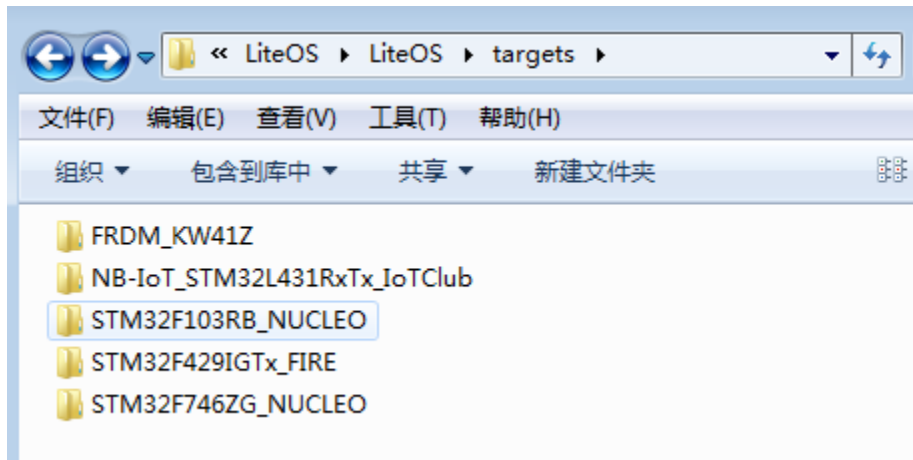 « LiteOS ▸ LiteOS ▸ targets ▸
文件(F) 编辑(E) 查看(V) 工具(T) 帮助(H)
组织 包含到库中 共享 新建文件夹
FRDM_KW41Z
NB-IoT_STM32L431RxTx_IoTClub
STM32F103RB_NUCLEO
STM32F429IGTx_FIRE
STM32F746ZG_NUCLEO